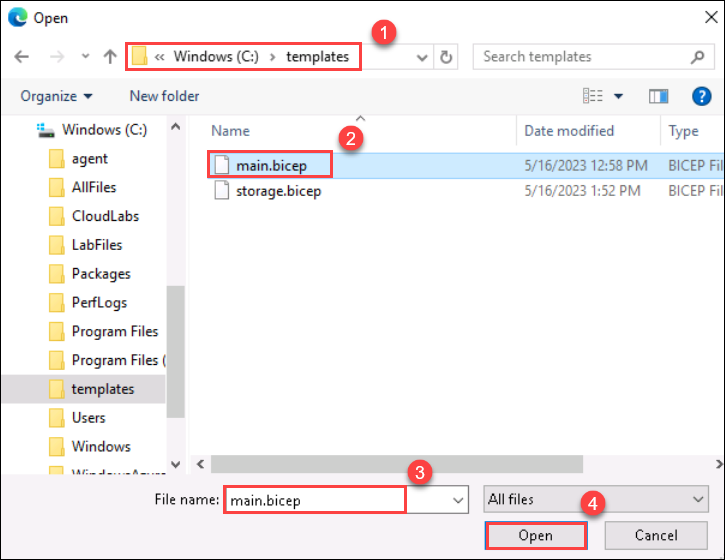 Open
1
« Windows (C:) > templates
Search templates
Organize
New folder
?
Windows (C:)
agent
AllFiles
CloudLabs
LabFiles
Packages
PerfLogs
Program Files
Program Files (
templates
Users
Windows
Name
Date modified
Type
2
main.bicep
5/16/2023 12:58 PM
BICEP Fil
storage.bicep
5/16/2023 1:52 PM
BICEP Fil
3
File name:
main.bicep
All files
4
Open
Cancel